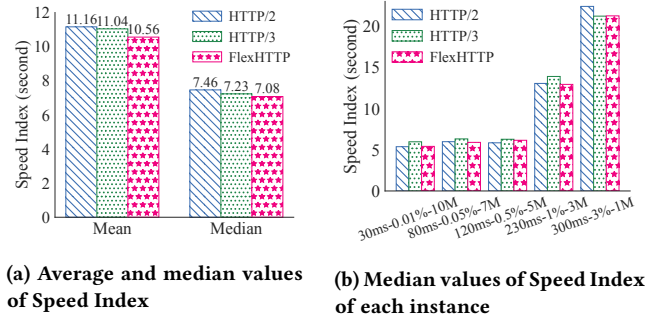 12
10
8
6
4
2
0
Speed Index (second)
HTTP/2
HTTP/3
FlexHTTP
11.16
11.04
10.56
7.46
7.23
7.08
Mean
Median
(a) Average and median values
of Speed Index
20
15
10
5
0
Speed Index (second)
HTTP/2
HTTP/3
FlexHTTP
30ms-0.01%-10M
80ms-0.05%-7M
120ms-0.5%-5M
230ms-1%-3M
300ms-3%-1M
(b) Median values of Speed Index
of each instance